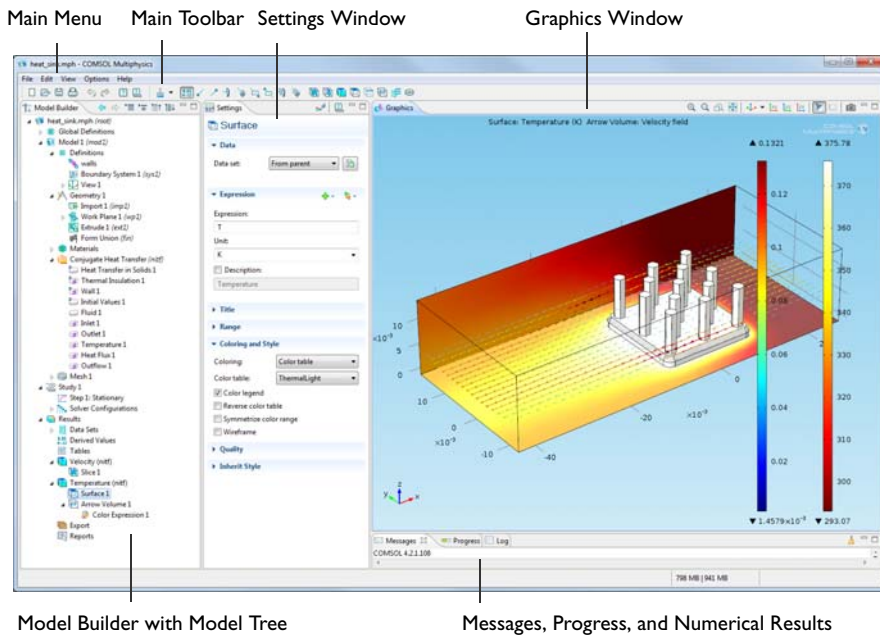 Main Menu Main Toolbar Settings Window Graphics Window
heat_sink.mph - COMSOL Multiphysics
File Edit View Options Help
Model Builder
heat_sink.mph (root)
Global Definitions
Model 1 (mod1)
Definitions
walls
Boundary System 1 (sys1)
View 1
Geometry 1
Import 1 (imp1)
Work Plane 1 (wp1)
Extrude 1 (ext1)
Form Union (fin)
Materials
Conjugate Heat Transfer (nitf)
Heat Transfer in Solids 1
Thermal Insulation 1
Wall 1
Initial Values 1
Fluid 1
Inlet 1
Outlet 1
Temperature 1
Heat Flux 1
Outflow 1
Mesh 1
Study 1
Step 1: Stationary
Solver Configurations
Results
Data Sets
Derived Values
Tables
Velocity (nitf)
Slice 1
Temperature (nitf)
Surface 1
Arrow Volume 1
Color Expression 1
Export
Reports
Settings
Surface
Data
Data set: From parent
Expression
Expression:
T
Unit:
K
Description:
Temperature
Title
Range
Coloring and Style
Coloring: Color table
Color table: ThermalLight
Color legend
Reverse color table
Symmetrize color range
Wireframe
Quality
Inherit Style
Graphics
Surface: Temperature (K) Arrow Volume: Velocity field
▲ 0.1321 ▲ 375.78
0.12
0.1
0.08
0.06
0.04
0.02
370
360
350
340
330
320
310
300
▼ 1.4579×10⁻³ ▼ 293.07
10
×10⁻³
5
0
10
0
×10⁻³
-10
-40
-20
×10⁻³
0
z
y
x
Messages Progress Log
COMSOL 4.2.1.108
798 MB | 941 MB
Model Builder with Model Tree Messages, Progress, and Numerical Results